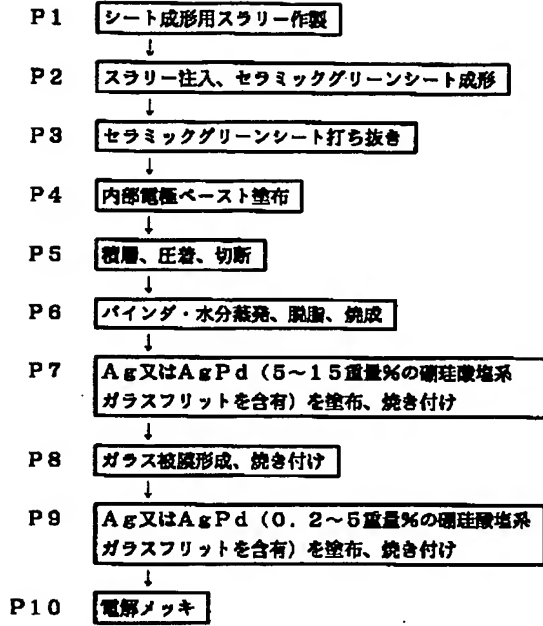 P1 シート成形用スラリー作製
↓
P2 スラリー注入、セラミックグリーンシート成形
↓
P3 セラミックグリーンシート打ち抜き
↓
P4 内部電極ペースト塗布
↓
P5 積層、圧着、切断
↓
P6 バインダ・水分蒸発、脱脂、焼成
↓
P7 Ag又はAgPd（5〜15重量%の硼珪酸塩系
ガラスフリットを含有）を塗布、焼き付け
↓
P8 ガラス被膜形成、焼き付け
↓
P9 Ag又はAgPd（0．2〜5重量%の硼珪酸塩系
ガラスフリットを含有）を塗布、焼き付け
↓
P10 電解メッキ